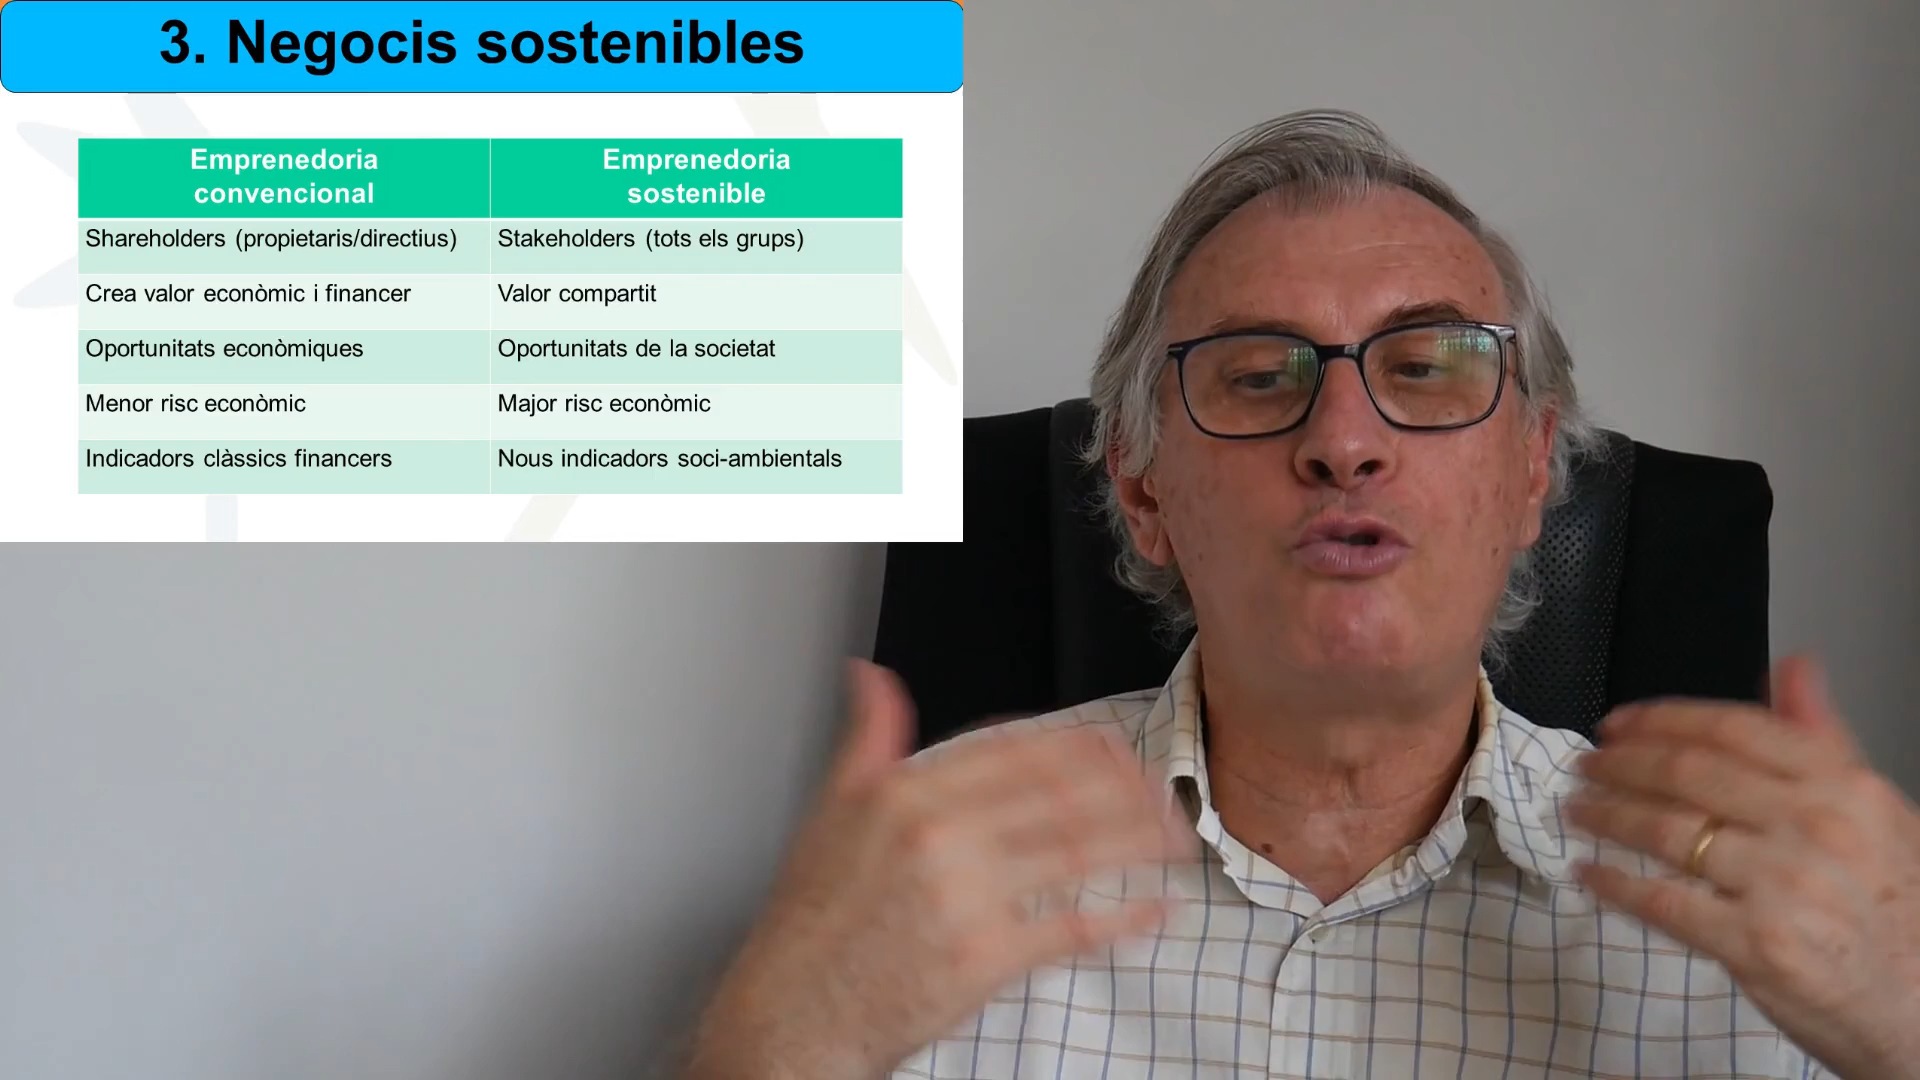 3. Negocis sostenibles
Emprenedoria
convencional
Emprenedoria
sostenible
Shareholders (propietaris/directius)
Stakeholders (tots els grups)
Crea valor econòmic i financer
Valor compartit
Oportunitats econòmiques
Oportunitats de la societat
Menor risc econòmic
Major risc econòmic
Indicadors clàssics financers
Nous indicadors soci-ambientals